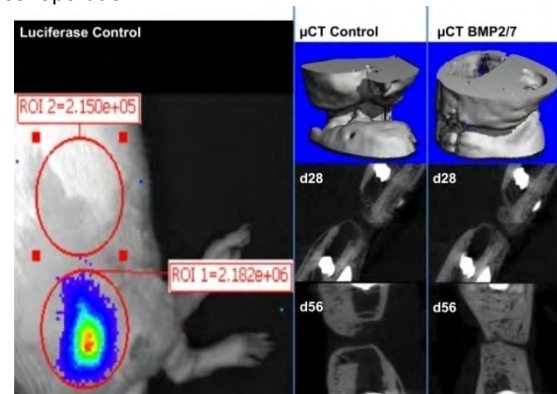 Luciferase Control
ROI 2=2.150e+05
ROI 1=2.182e+06
µCT Control
µCT BMP2/7
d28
d28
d56
d56